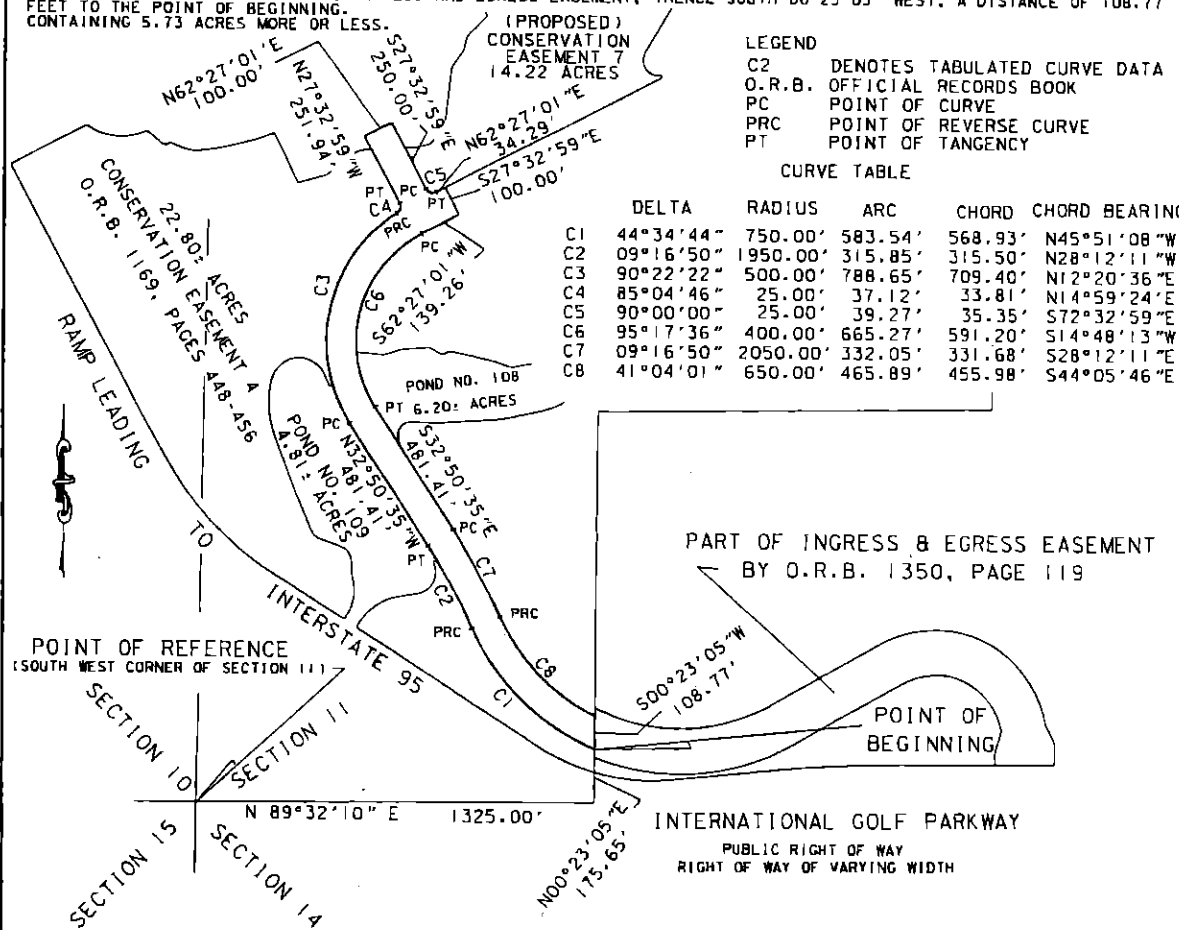 FEET TO THE POINT OF BEGINNING.
CONTAINING 5.73 ACRES MORE OR LESS.
EGRESS EASEMENT; THENCE SOUTH 00°23'05" WEST, A DISTANCE OF 108.77
(PROPOSED)
CONSERVATION
EASEMENT 7
14.22 ACRES
LEGEND
C2 DENOTES TABULATED CURVE DATA
O.R.B. OFFICIAL RECORDS BOOK
PC POINT OF CURVE
PRC POINT OF REVERSE CURVE
PT POINT OF TANGENCY
CURVE TABLE
DELTA RADIUS ARC CHORD CHORD BEARING
C1 44°34'44" 750.00' 583.54' 568.93' N45°51'08"W
C2 09°16'50" 1950.00' 315.85' 315.50' N28°12'11"W
C3 90°22'22" 500.00' 788.65' 709.40' N12°20'36"E
C4 85°04'46" 25.00' 37.12' 33.81' N14°59'24"E
C5 90°00'00" 25.00' 39.27' 35.35' S72°32'59"E
C6 95°17'36" 400.00' 665.27' 591.20' S14°48'13"W
C7 09°16'50" 2050.00' 332.05' 331.68' S28°12'11"E
C8 41°04'01" 650.00' 465.89' 455.98' S44°05'46"E
N62°27'01"E
100.00'
N27°32'59"W
251.94'
S27°32'59"E
250.00'
N62°27'01"E
34.29'
S27°32'59"E
100.00'
PT
PC
C5
C4
PT
PRC
PC
S62°27'01"W
139.26'
C3
C6
22.80± ACRES
CONSERVATION EASEMENT 4
O.R.B. 1169, PAGES 448-456
RAMP LEADING
TO
INTERSTATE 95
POND NO. 108
6.20± ACRES
PT
PC
POND NO. 109
4.81± ACRES
N32°50'35"W
481.41'
S32°50'35"E
481.41'
PC
PT
C7
C2
PRC
PRC
C8
C1
PART OF INGRESS & EGRESS EASEMENT
BY O.R.B. 1350, PAGE 119
S00°23'05"W
108.77'
POINT OF
BEGINNING
POINT OF REFERENCE
(SOUTH WEST CORNER OF SECTION 11)
SECTION 10
SECTION 11
SECTION 15
SECTION 14
N 89°32'10" E 1325.00'
N00°23'05"E
175.65'
INTERNATIONAL GOLF PARKWAY
PUBLIC RIGHT OF WAY
RIGHT OF WAY OF VARYING WIDTH